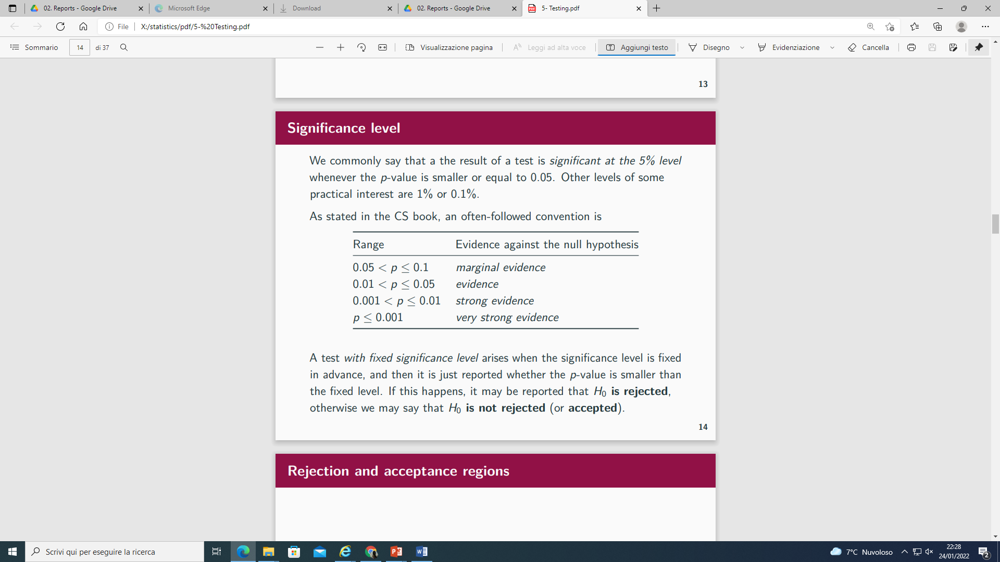 02. Reports - Google Drive
Microsoft Edge
Download
02. Reports - Google Drive
5- Testing.pdf
File
X:/statistics/pdf/5-%20Testing.pdf
Sommario
14
di 37
Visualizzazione pagina
Leggi ad alta voce
Aggiungi testo
Disegno
Evidenziazione
Cancella
13
Significance level
We commonly say that a the result of a test is significant at the 5% level
whenever the p-value is smaller or equal to 0.05. Other levels of some
practical interest are 1% or 0.1%.
As stated in the CS book, an often-followed convention is
Range Evidence against the null hypothesis
0.05 < p ≤ 0.1 marginal evidence
0.01 < p ≤ 0.05 evidence
0.001 < p ≤ 0.01 strong evidence
p ≤ 0.001 very strong evidence
A test with fixed significance level arises when the significance level is fixed
in advance, and then it is just reported whether the p-value is smaller than
the fixed level. If this happens, it may be reported that H₀ is rejected,
otherwise we may say that H₀ is not rejected (or accepted).
14
Rejection and acceptance regions
Scrivi qui per eseguire la ricerca
7°C Nuvoloso
22:28
24/01/2022
2